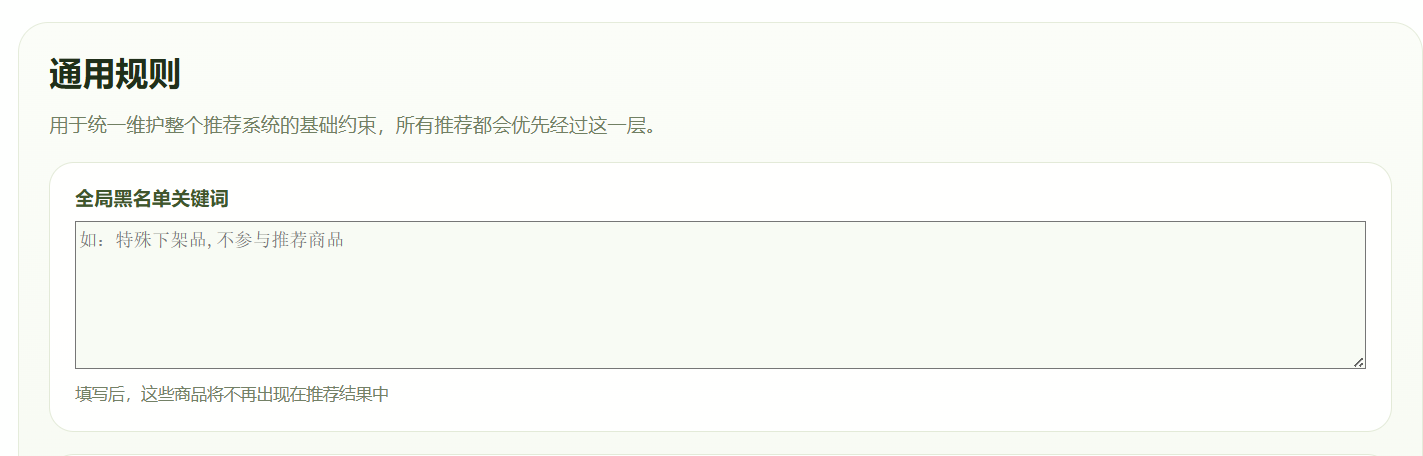 通用规则
用于统一维护整个推荐系统的基础约束，所有推荐都会优先经过这一层。
全局黑名单关键词
如：特殊下架品,不参与推荐商品
填写后，这些商品将不再出现在推荐结果中